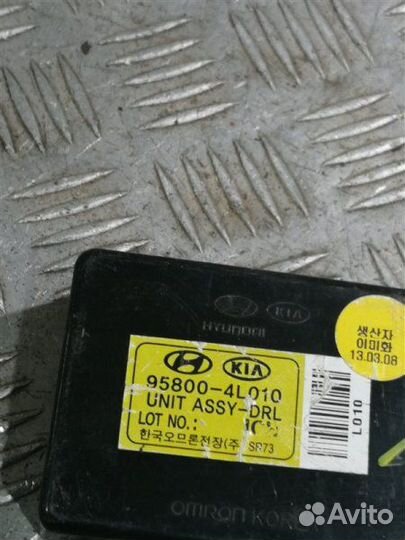 HYUNDAI
KIA
95800-4L010
UNIT ASSY-DRL
LOT NO.:
한국오므론전장(주) SR73
L010
생산자
이미화
13.03.08
OMRON KOR
Avito